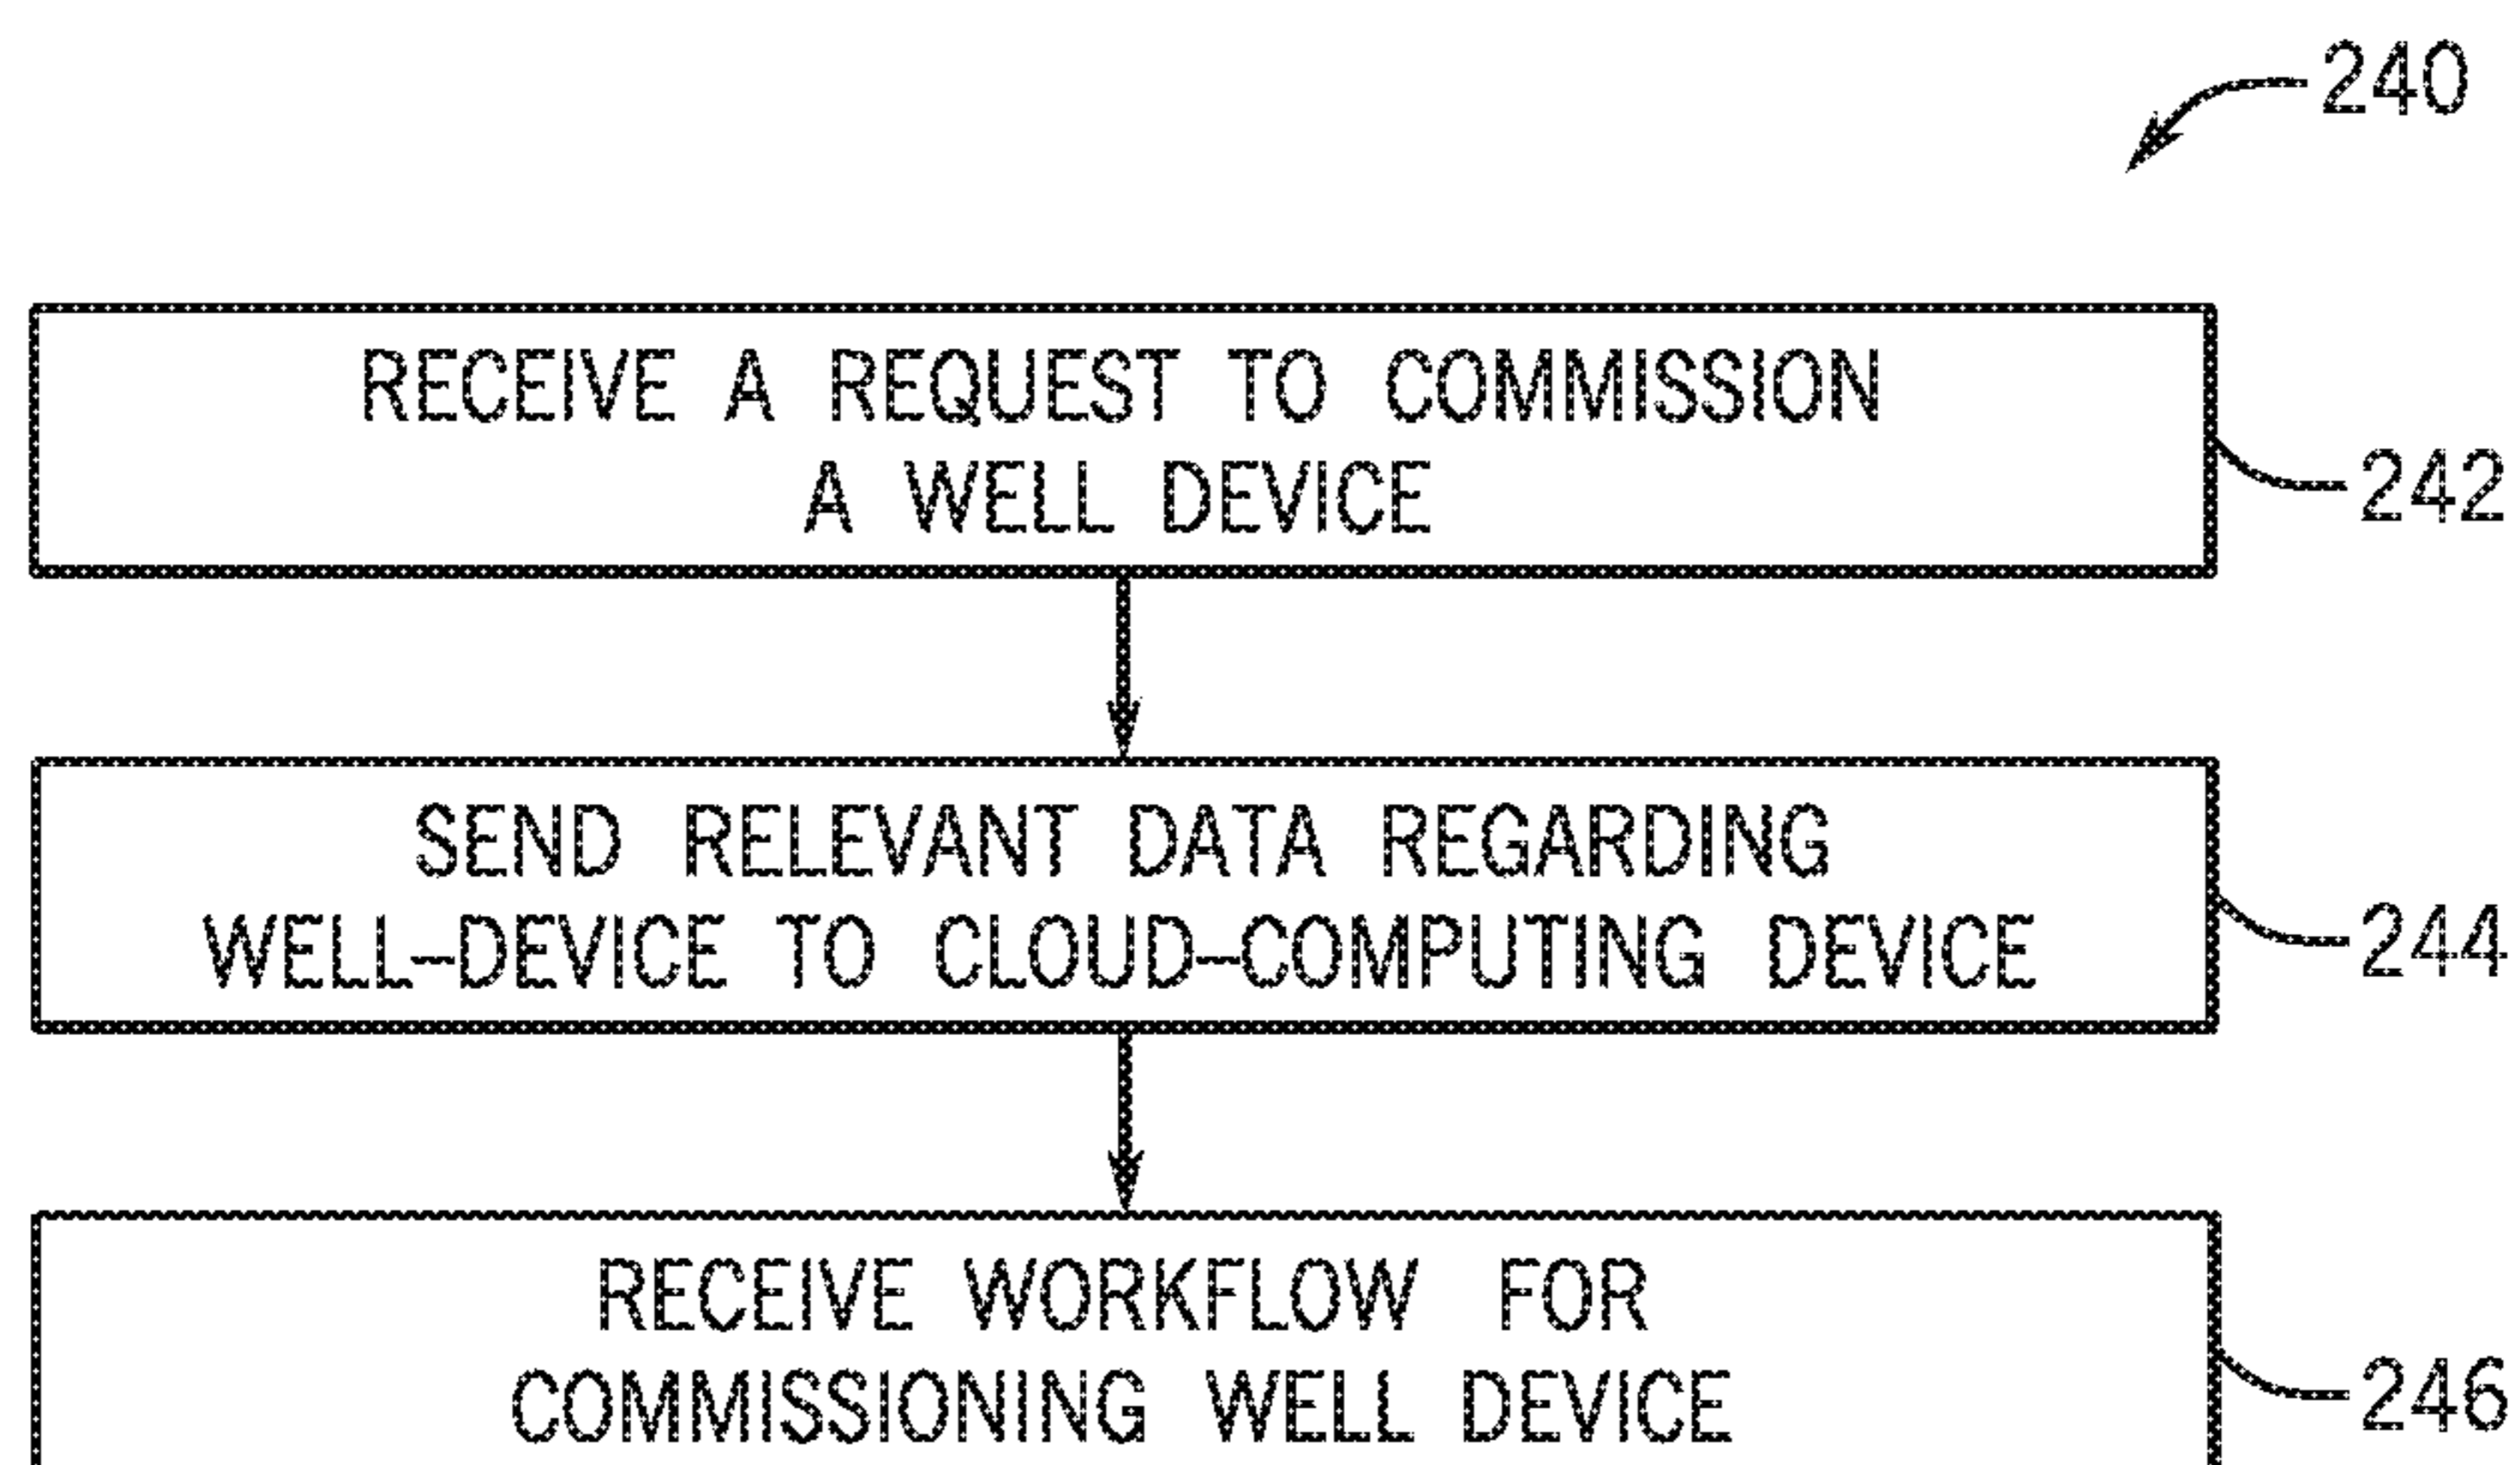 240
RECEIVE A REQUEST TO COMMISSION
A WELL DEVICE
242
SEND RELEVANT DATA REGARDING
WELL-DEVICE TO CLOUD-COMPUTING DEVICE
244
RECEIVE WORKFLOW FOR
COMMISSIONING WELL DEVICE
246